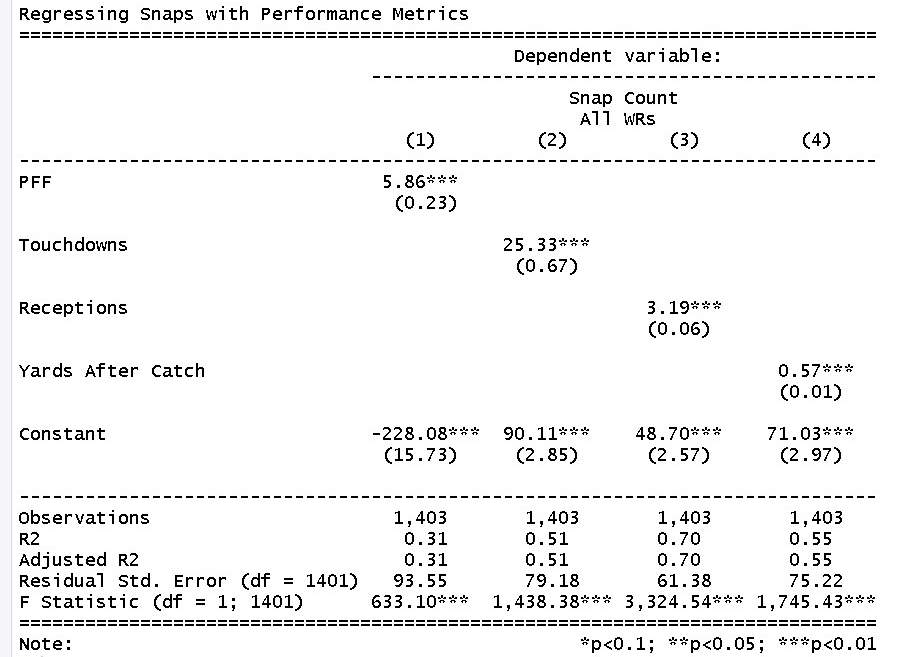 Regressing Snaps with Performance Metrics
==============================================================================
Dependent variable:
----------------------------------------------
Snap Count
All WRs
(1) (2) (3) (4)
------------------------------------------------------------------------------
PFF 5.86***
(0.23)
Touchdowns 25.33***
(0.67)
Receptions 3.19***
(0.06)
Yards After Catch 0.57***
(0.01)
Constant -228.08*** 90.11*** 48.70*** 71.03***
(15.73) (2.85) (2.57) (2.97)
------------------------------------------------------------------------------
Observations 1,403 1,403 1,403 1,403
R2 0.31 0.51 0.70 0.55
Adjusted R2 0.31 0.51 0.70 0.55
Residual Std. Error (df = 1401) 93.55 79.18 61.38 75.22
F Statistic (df = 1; 1401) 633.10*** 1,438.38*** 3,324.54*** 1,745.43***
==============================================================================
Note: *p<0.1; **p<0.05; ***p<0.01